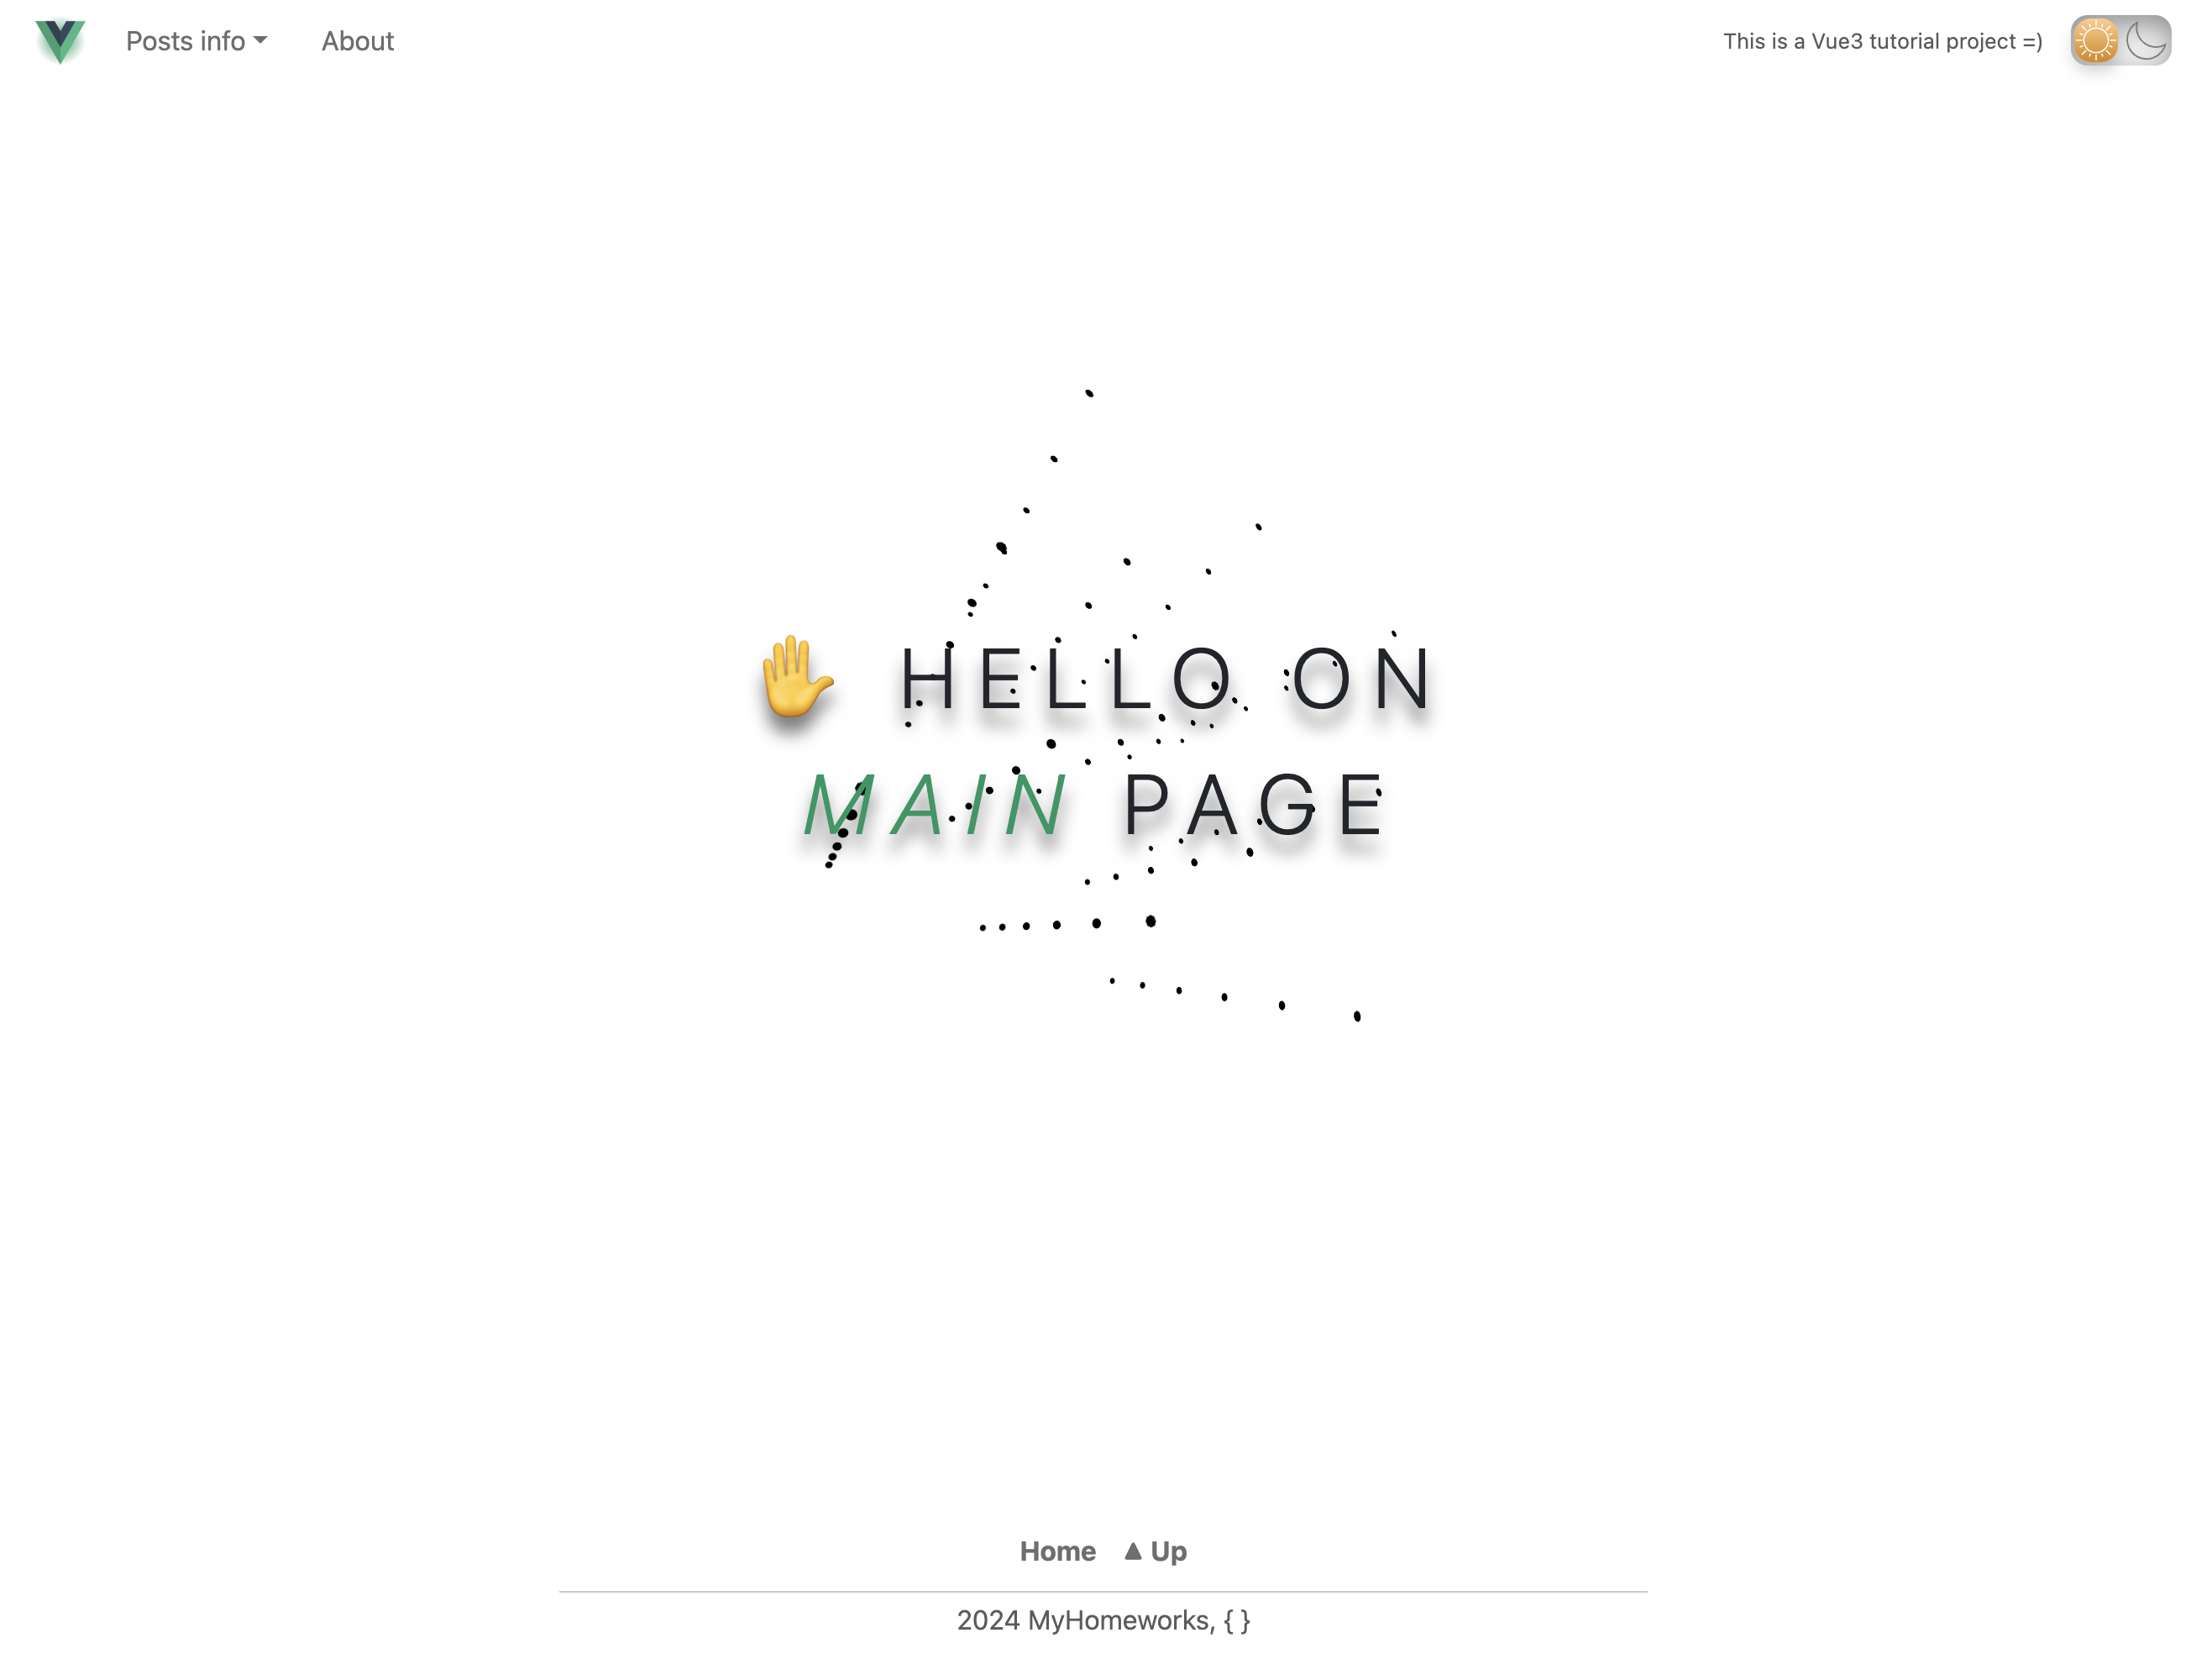 Posts info
About
This is a Vue3 tutorial project =)
✋ HELLO ON
MAIN PAGE
Home ▲ Up
2024 MyHomeworks, { }